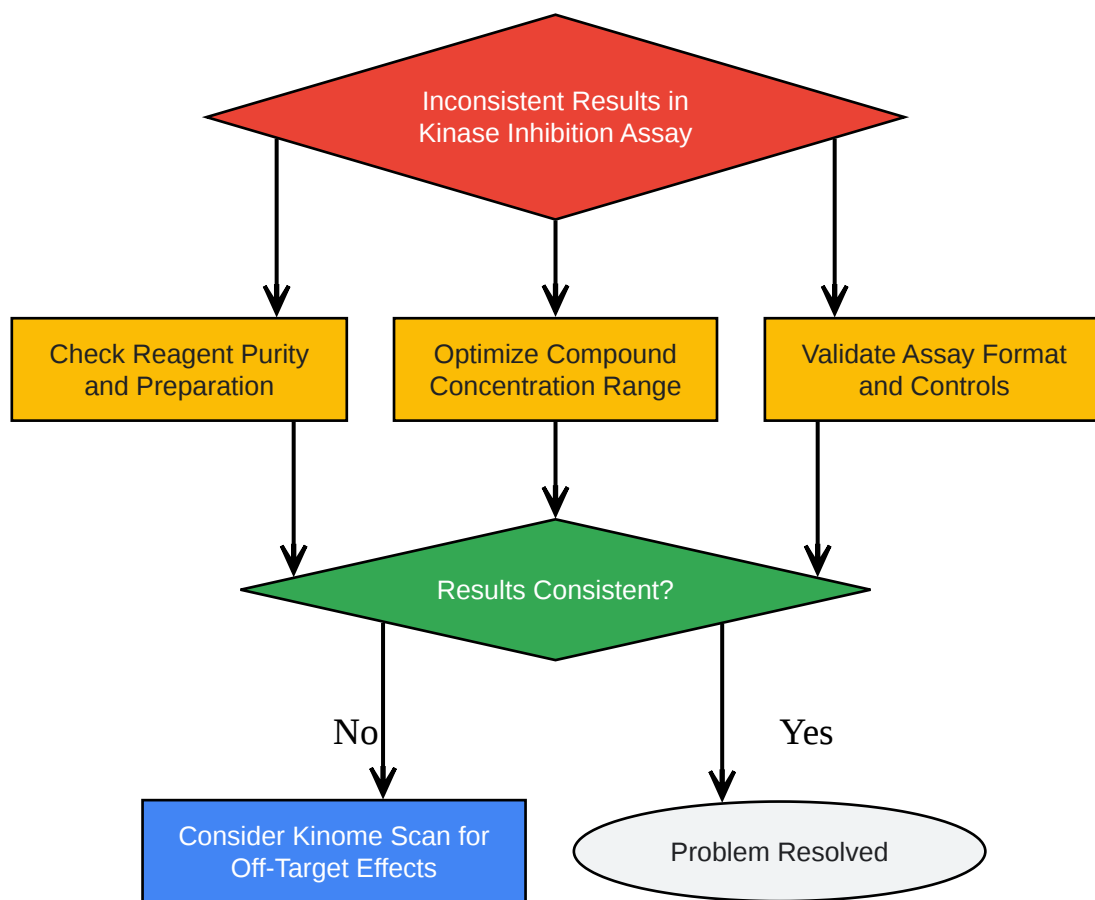 Inconsistent Results in
Kinase Inhibition Assay
Check Reagent Purity
and Preparation
Optimize Compound
Concentration Range
Validate Assay Format
and Controls
Results Consistent?
No
Yes
Consider Kinome Scan for
Off-Target Effects
Problem Resolved